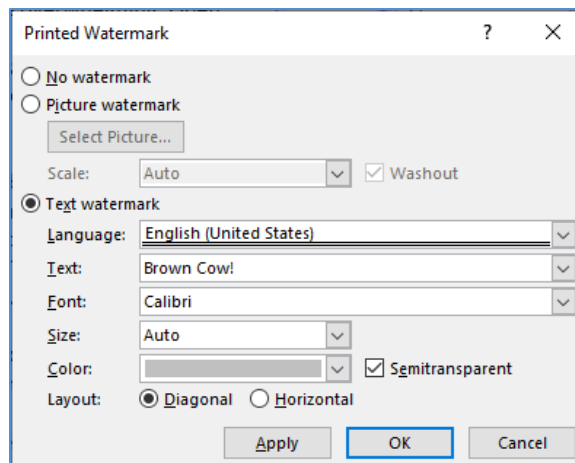 Printed Watermark ?
No watermark
Picture watermark
Select Picture...
Scale: Auto Washout
Text watermark
Language: English (United States)
Text: Brown Cow!
Font: Calibri
Size: Auto
Color: Semitransparent
Layout: Diagonal Horizontal
Apply OK Cancel